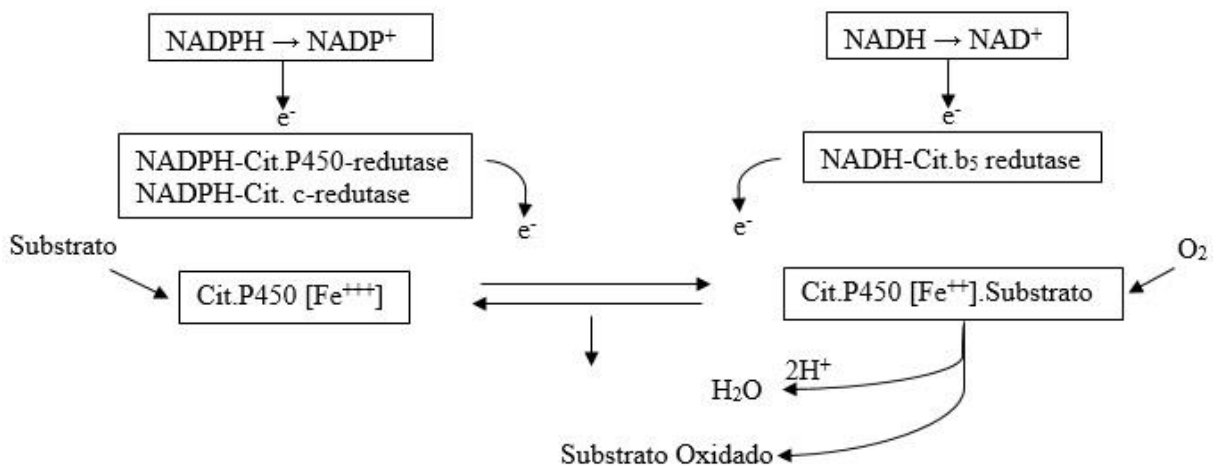 NADPH → NADP⁺
NADH → NAD⁺
e⁻
e⁻
NADPH-Cit.P450-redutase
NADPH-Cit. c-redutase
NADH-Cit.b₅ redutase
e⁻
e⁻
Substrato
O₂
Cit.P450 [Fe⁺⁺⁺]
Cit.P450 [Fe⁺⁺].Substrato
2H⁺
H₂O
Substrato Oxidado